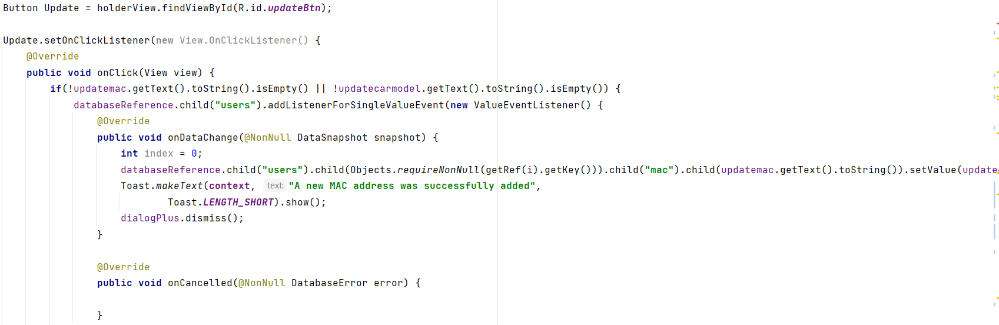 Button Update = holderView.findViewById(R.id.updateBtn);
Update.setOnClickListener(new View.OnClickListener() {
@Override
public void onClick(View view) {
if(!updatemac.getText().toString().isEmpty() || !updatecarmodel.getText().toString().isEmpty()) {
databaseReference.child("users").addListenerForSingleValueEvent(new ValueEventListener() {
@Override
public void onDataChange(@NonNull DataSnapshot snapshot) {
int index = 0;
databaseReference.child("users").child(Objects.requireNonNull(getRef(i).getKey())).child("mac").child(updatemac.getText().toString()).setValue(update
Toast.makeText(context, text: "A new MAC address was successfully added",
Toast.LENGTH_SHORT).show();
dialogPlus.dismiss();
}
@Override
public void onCancelled(@NonNull DatabaseError error) {
}